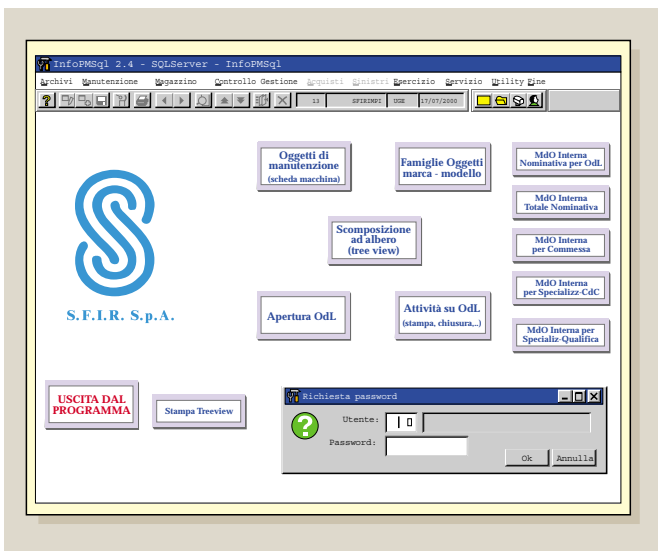 InfoPMSql 2.4 - SQLServer - InfoPMSql
Archivi Manutenzione Magazzino Controllo Gestione Acquisti Sinistri Esercizio Servizio Utility Fine
? 13 SFIRIMPI UGE 17/07/2000
Oggetti di
manutenzione
(scheda macchina)
Famiglie Oggetti
marca - modello
MdO Interna
Nominativa per OdL
MdO Interna
Totale Nominativa
Scomposizione
ad albero
(tree view)
MdO Interna
per Commessa
MdO Interna
per Specializz-CdC
S.F.I.R. S.p.A.
Apertura OdL
Attività su OdL
(stampa, chiusura,..)
MdO Interna per
Specializ-Qualifica
USCITA DAL
PROGRAMMA
Stampa Treeview
Richiesta password
?
Utente:
Password:
Ok Annulla